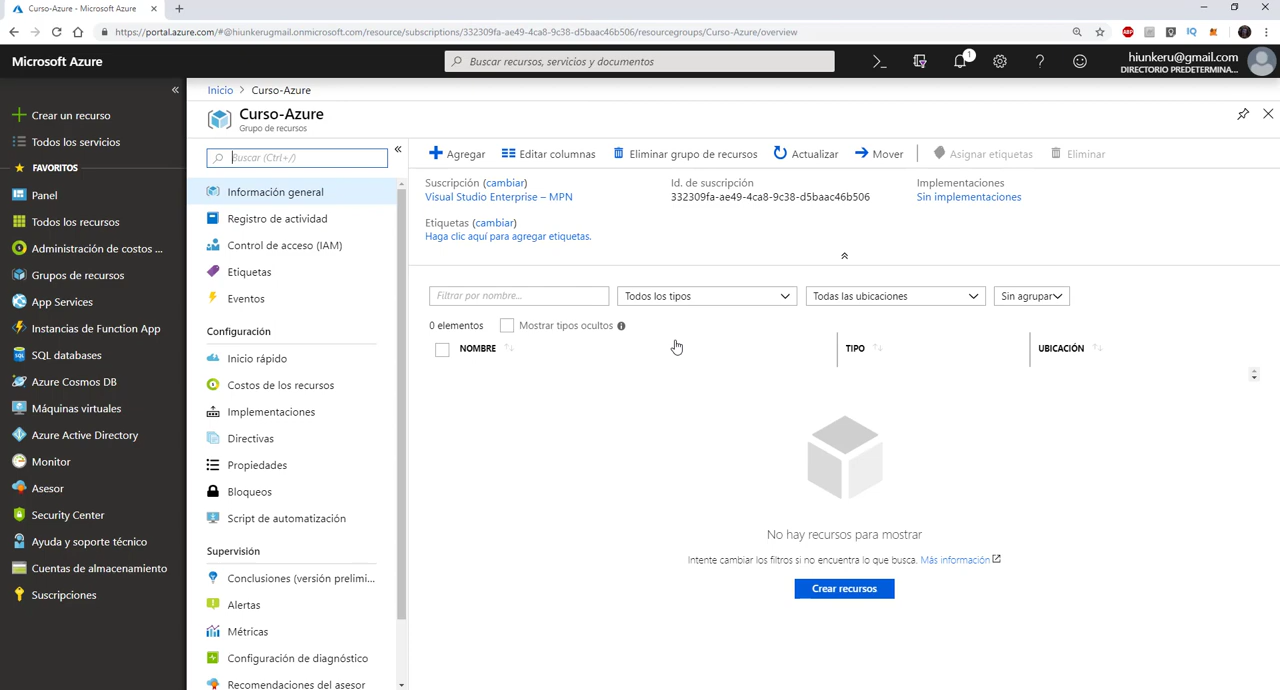 Curso-Azure - Microsoft Azure
https://portal.azure.com/#@hiunkerugmail.onmicrosoft.com/resource/subscriptions/332309fa-ae49-4ca8-9c38-d5baac46b506/resourcegroups/Curso-Azure/overview
ABP
IQ
Microsoft Azure
Buscar recursos, servicios y documentos
1
hiunkeru@gmail.com
DIRECTORIO PREDETERMINA...
Crear un recurso
Todos los servicios
FAVORITOS
Panel
Todos los recursos
Administración de costos ...
Grupos de recursos
App Services
Instancias de Function App
SQL databases
Azure Cosmos DB
Máquinas virtuales
Azure Active Directory
Monitor
Asesor
Security Center
Ayuda y soporte técnico
Cuentas de almacenamiento
Suscripciones
Inicio > Curso-Azure
Curso-Azure
Grupo de recursos
Buscar (Ctrl+/)
Información general
Registro de actividad
Control de acceso (IAM)
Etiquetas
Eventos
Configuración
Inicio rápido
Costos de los recursos
Implementaciones
Directivas
Propiedades
Bloqueos
Script de automatización
Supervisión
Conclusiones (versión prelimi...
Alertas
Métricas
Configuración de diagnóstico
Recomendaciones del asesor
Agregar Editar columnas Eliminar grupo de recursos Actualizar Mover Asignar etiquetas Eliminar
Suscripción (cambiar) Id. de suscripción Implementaciones
Visual Studio Enterprise – MPN 332309fa-ae49-4ca8-9c38-d5baac46b506 Sin implementaciones
Etiquetas (cambiar)
Haga clic aquí para agregar etiquetas.
Filtrar por nombre... Todos los tipos Todas las ubicaciones Sin agrupar
0 elementos Mostrar tipos ocultos
NOMBRE TIPO UBICACIÓN
No hay recursos para mostrar
Intente cambiar los filtros si no encuentra lo que busca. Más información
Crear recursos